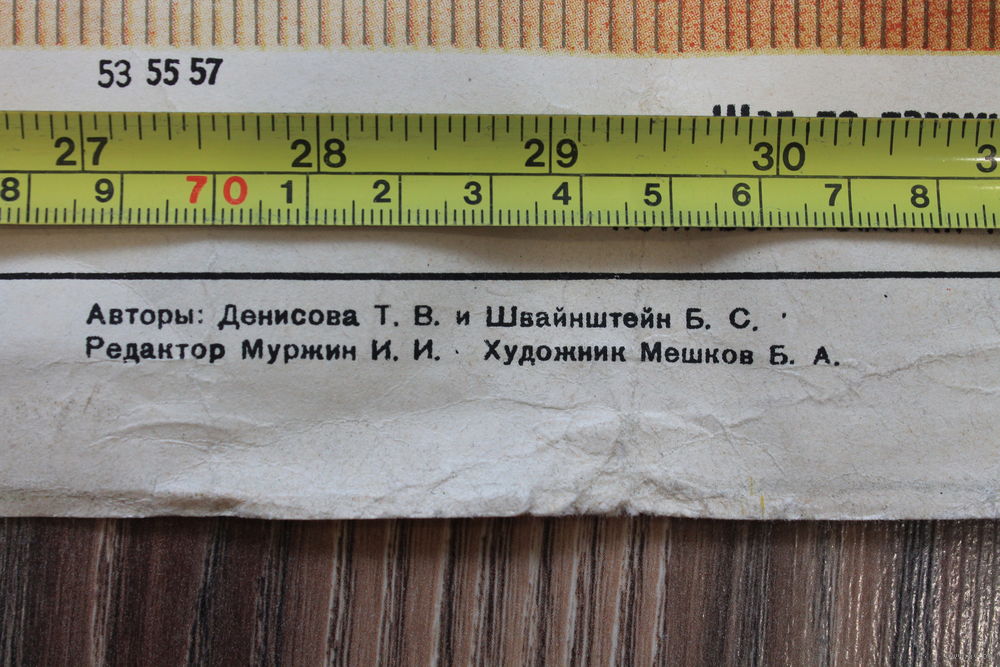 53 55 57
27 28 29 30
8 9 70 1 2 3 4 5 6 7 8
Авторы: Денисова Т. В. и Швайнштейн Б. С.
Редактор Муржин И. И. Художник Мешков Б. А.